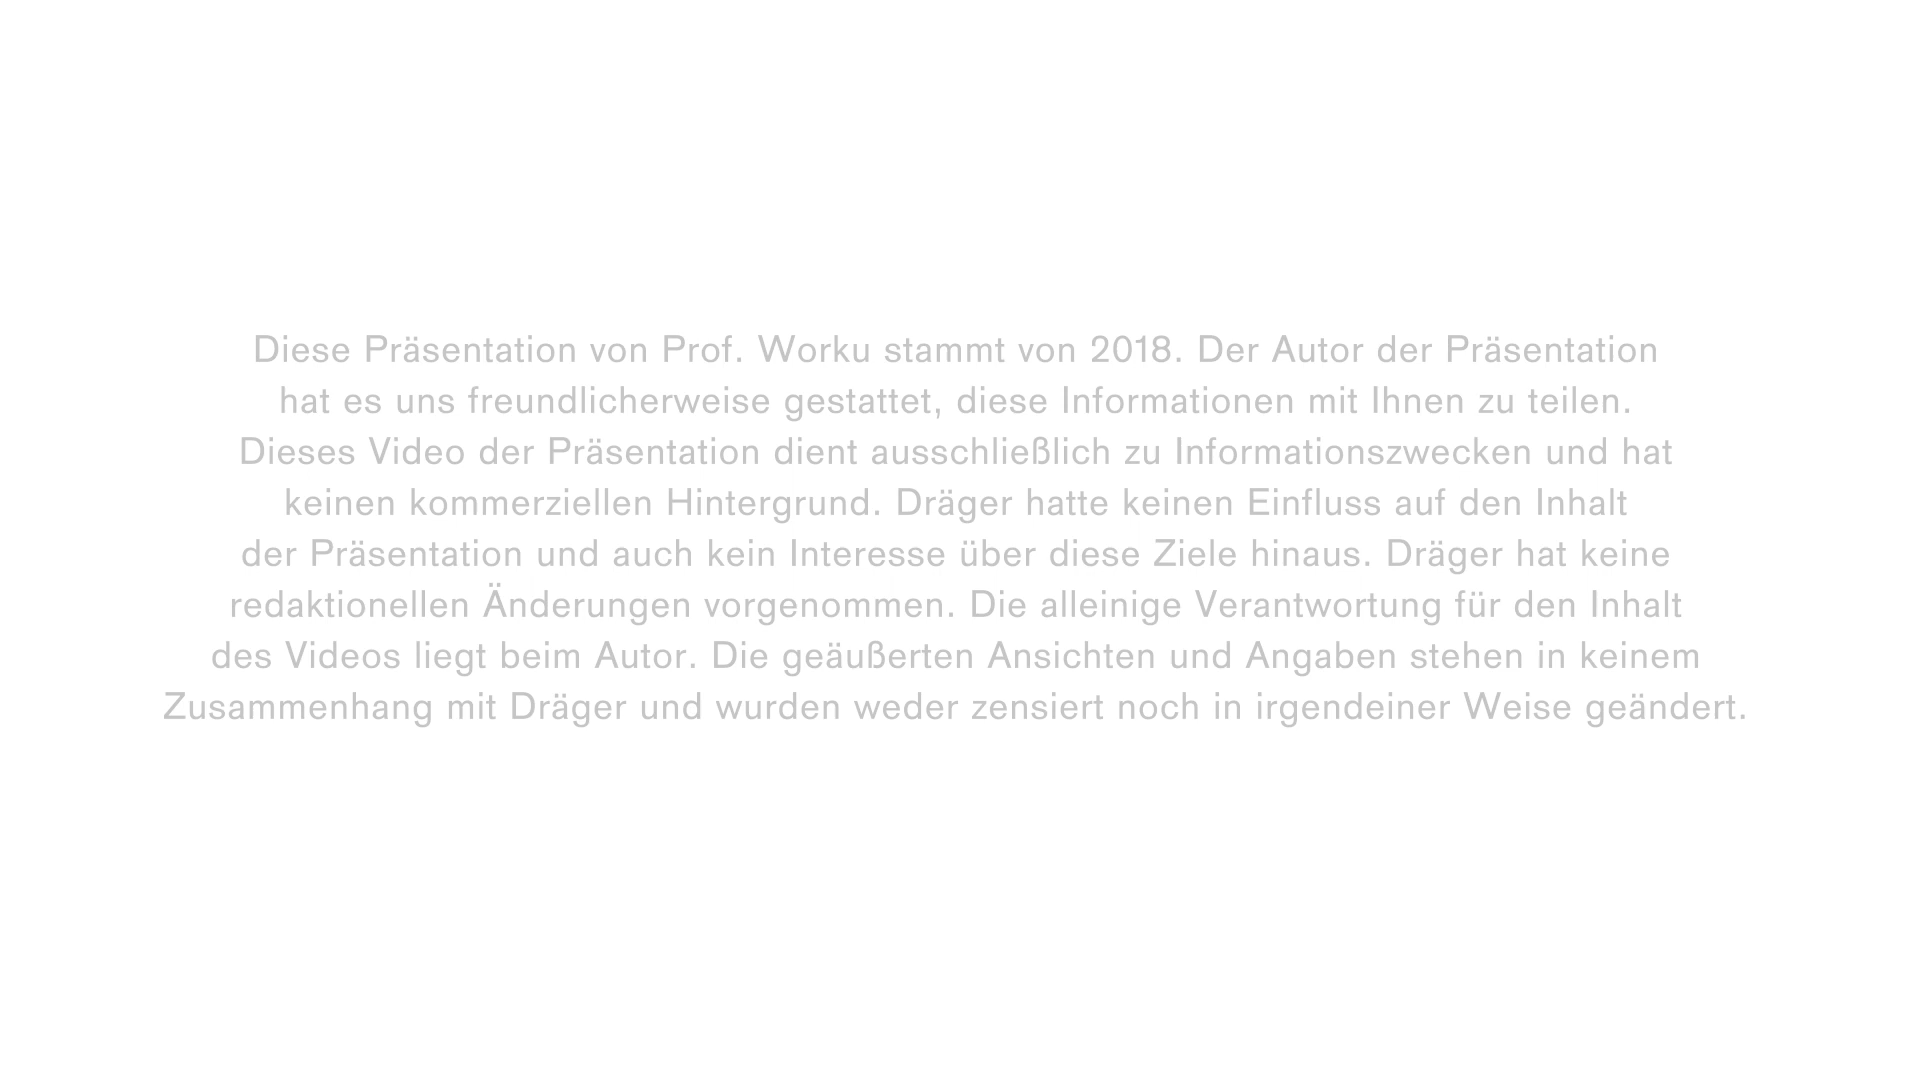 Diese Präsentation von Prof. Worku stammt von 2018. Der Autor der Präsentation
hat es uns freundlicherweise gestattet, diese Informationen mit Ihnen zu teilen.
Dieses Video der Präsentation dient ausschließlich zu Informationszwecken und hat
keinen kommerziellen Hintergrund. Dräger hatte keinen Einfluss auf den Inhalt
der Präsentation und auch kein Interesse über diese Ziele hinaus. Dräger hat keine
redaktionellen Änderungen vorgenommen. Die alleinige Verantwortung für den Inhalt
des Videos liegt beim Autor. Die geäußerten Ansichten und Angaben stehen in keinem
Zusammenhang mit Dräger und wurden weder zensiert noch in irgendeiner Weise geändert.